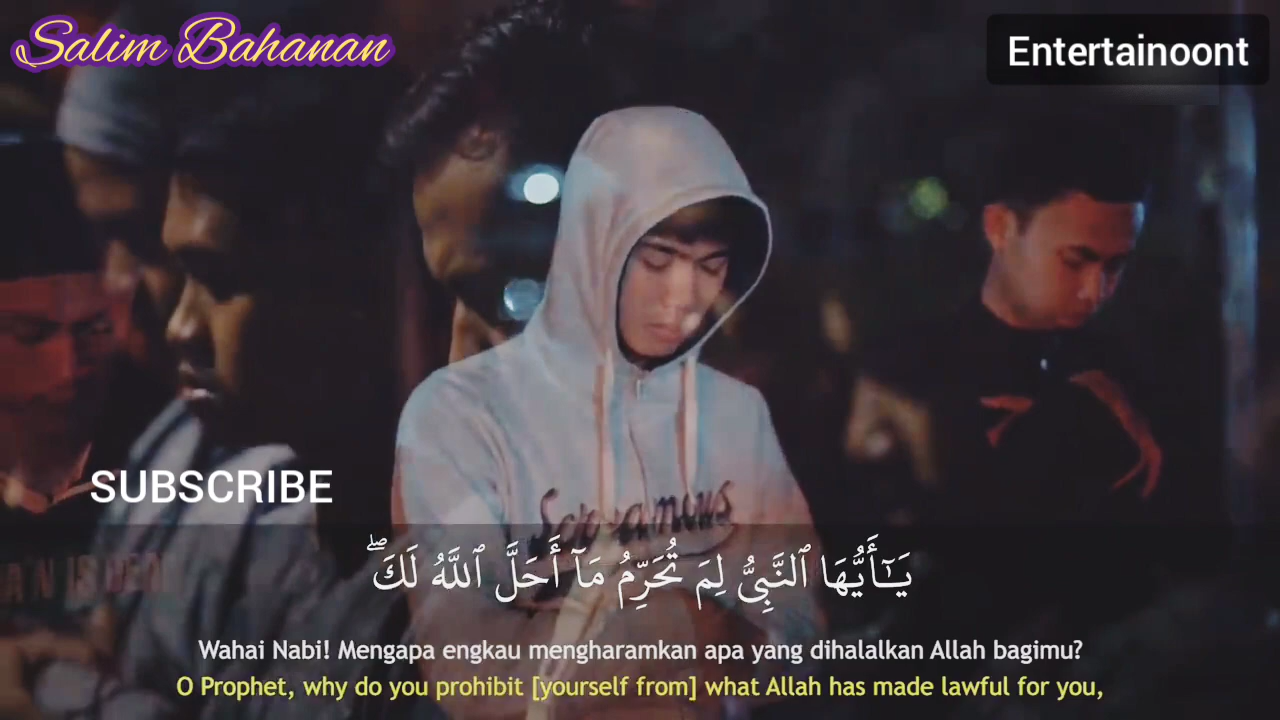 Salim Bahanan
Entertainoont
SUBSCRIBE
يَـٰٓأَيُّهَا ٱلنَّبِىُّ لِمَ تُحَرِّمُ مَآ أَحَلَّ ٱللَّهُ لَكَ ۖ
Wahai Nabi! Mengapa engkau mengharamkan apa yang dihalalkan Allah bagimu?
O Prophet, why do you prohibit [yourself from] what Allah has made lawful for you,